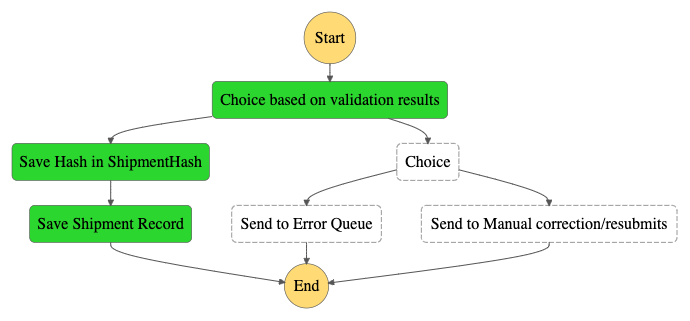 Start
Choice based on validation results
Save Hash in ShipmentHash
Choice
Save Shipment Record
Send to Error Queue
Send to Manual correction/resubmits
End